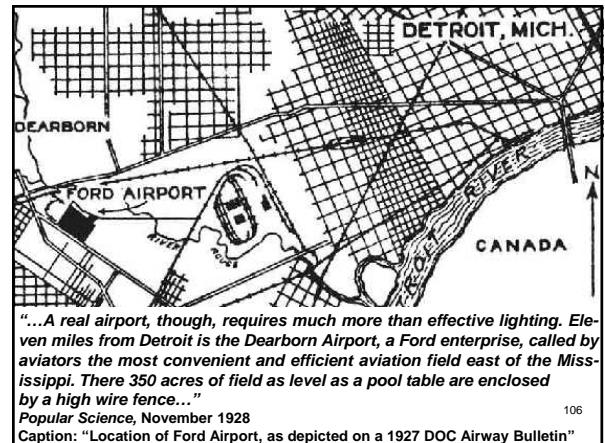 DETROIT, MICH.
DEARBORN
FORD AIRPORT
RIVER
ROUGE
RIVER
N
CANADA
“…A real airport, though, requires much more than effective lighting. Ele-
ven miles from Detroit is the Dearborn Airport, a Ford enterprise, called by
aviators the most convenient and efficient aviation field east of the Miss-
issippi. There 350 acres of field as level as a pool table are enclosed
by a high wire fence…”
Popular Science, November 1928
106
Caption: “Location of Ford Airport, as depicted on a 1927 DOC Airway Bulletin”